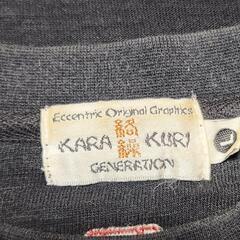 Eccentric Original Graphics
KARA 絡繰 KURI
GENERATION
L